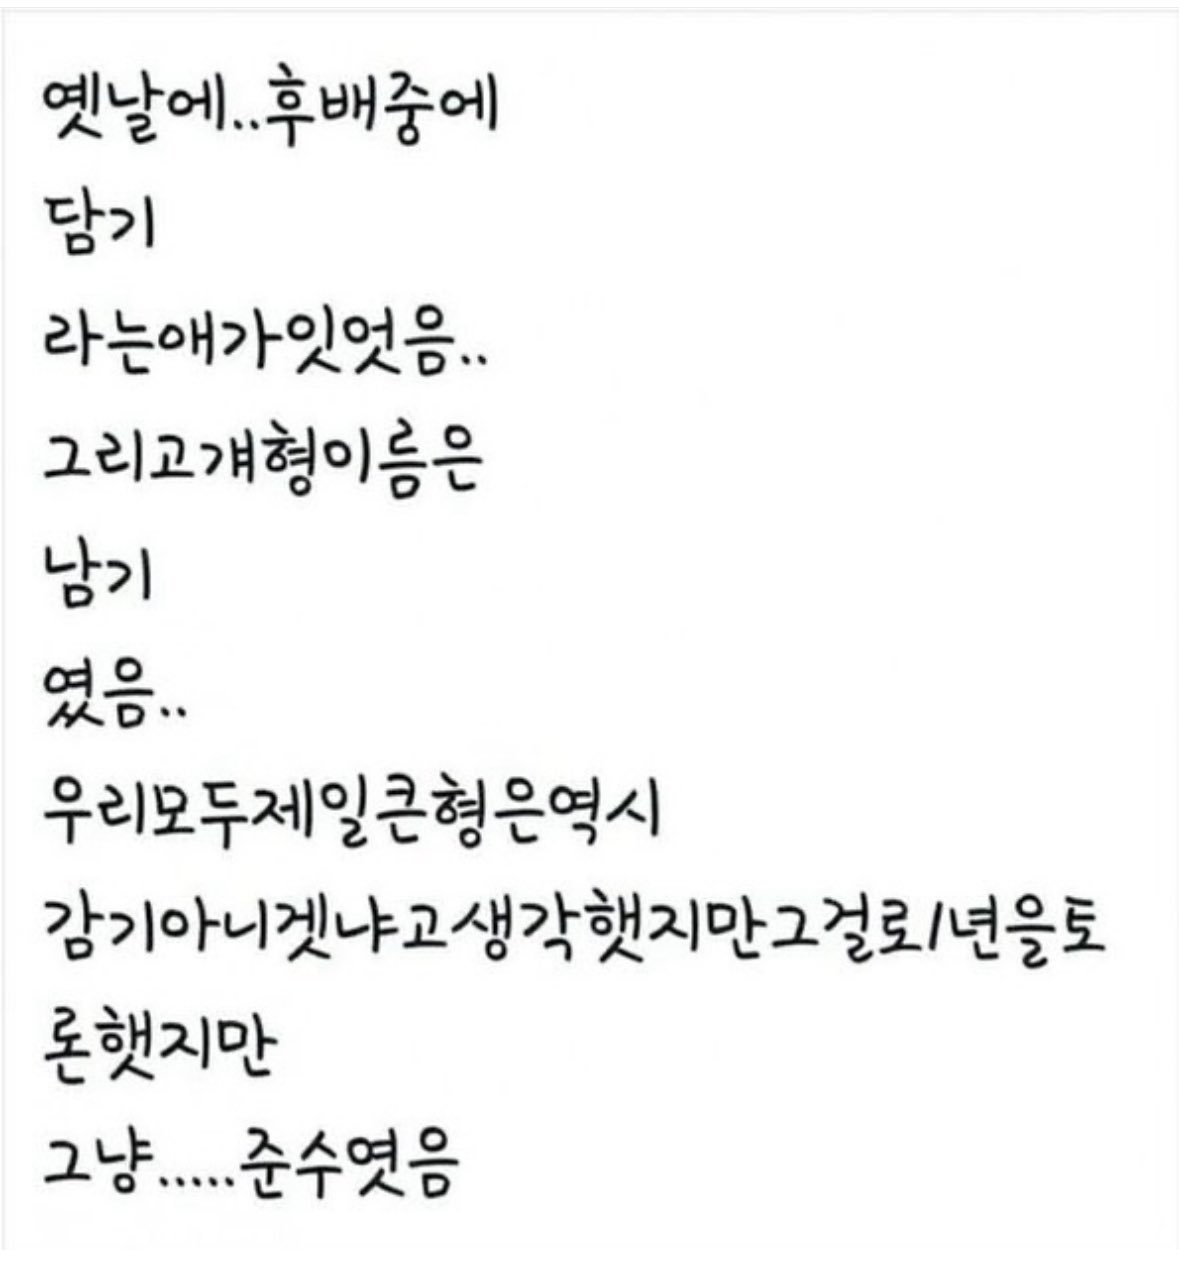 옛날에..후배중에
담기
라는애가잇엇음..
그리고걔형이름은
남기
였음..
우리모두제일큰형은역시
감기아니겟냐고생각햇지만그걸로1년을토
론햇지만
그냥.....준수엿음